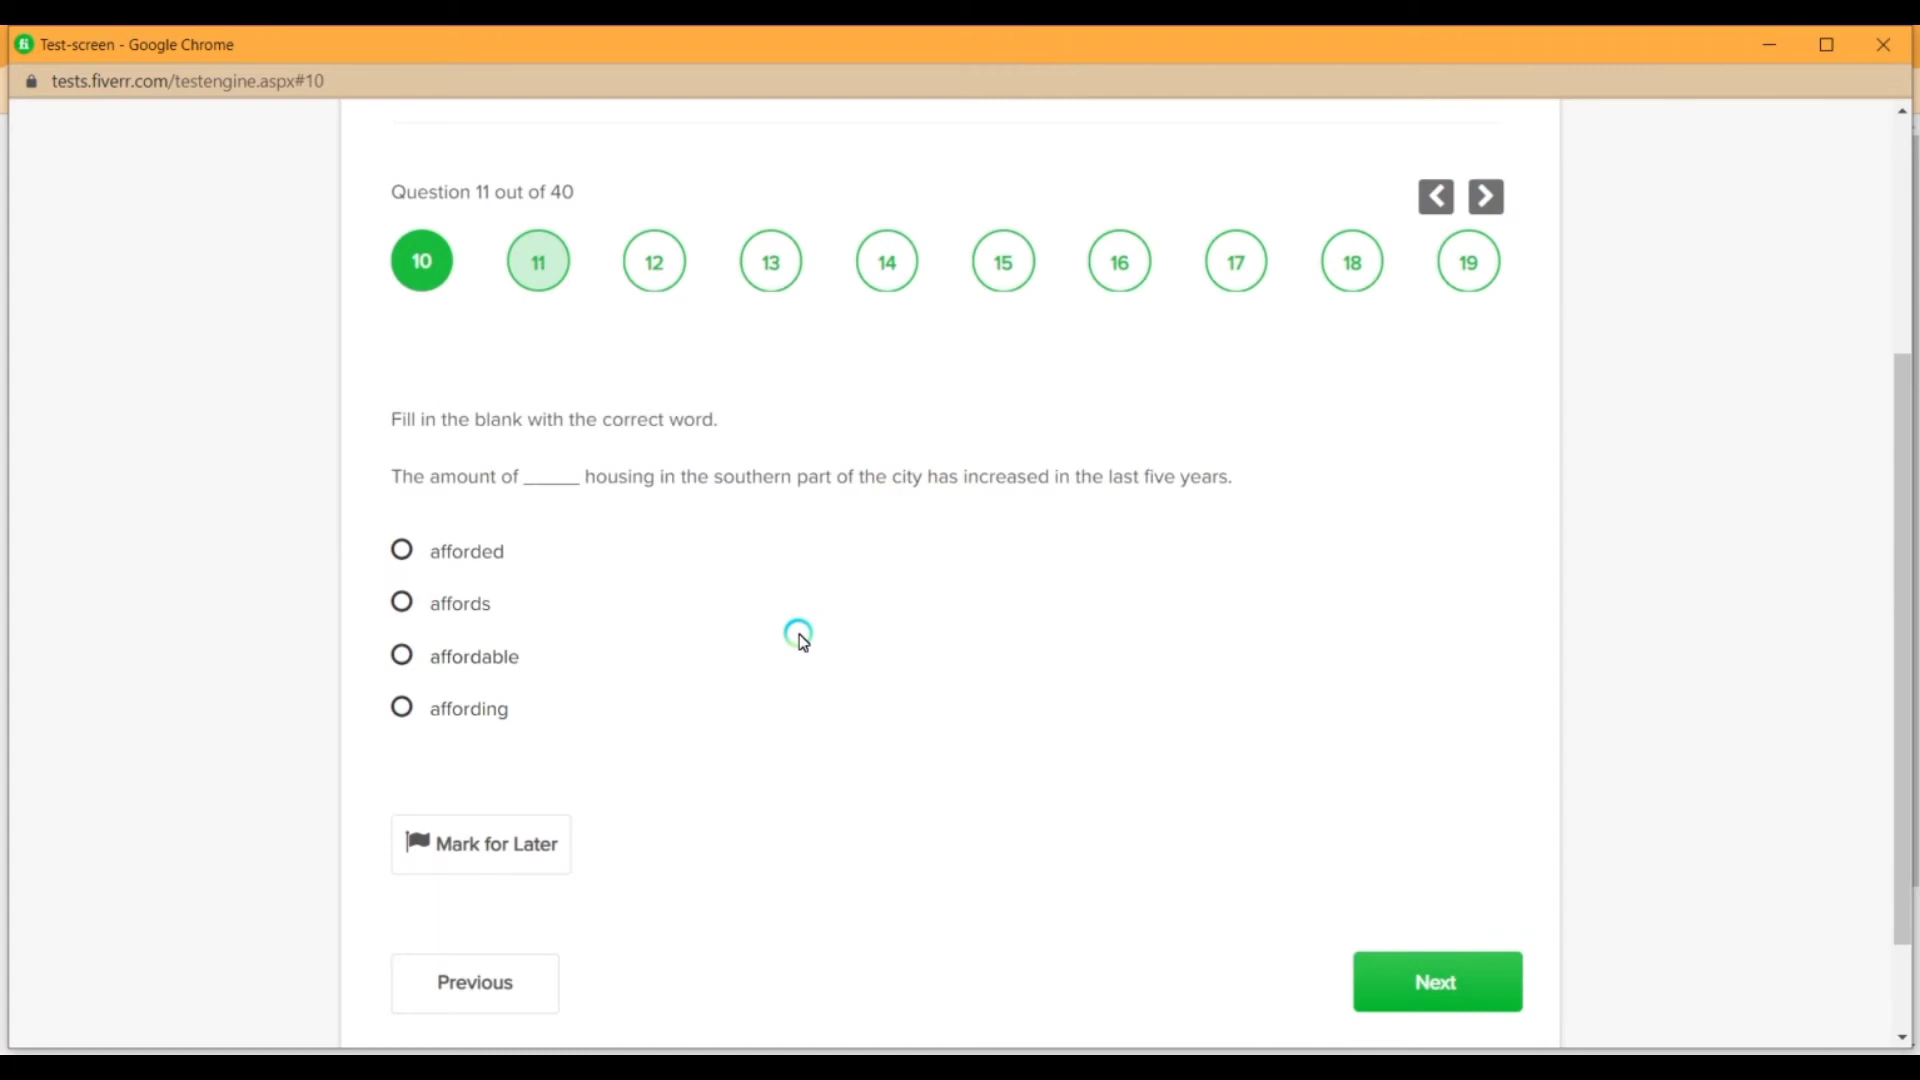 Test-screen - Google Chrome
tests.fiverr.com/testengine.aspx#10
Question 11 out of 40
10 11 12 13 14 15 16 17 18 19
Fill in the blank with the correct word.
The amount of ______ housing in the southern part of the city has increased in the last five years.
afforded
affords
affordable
affording
Mark for Later
Previous
Next